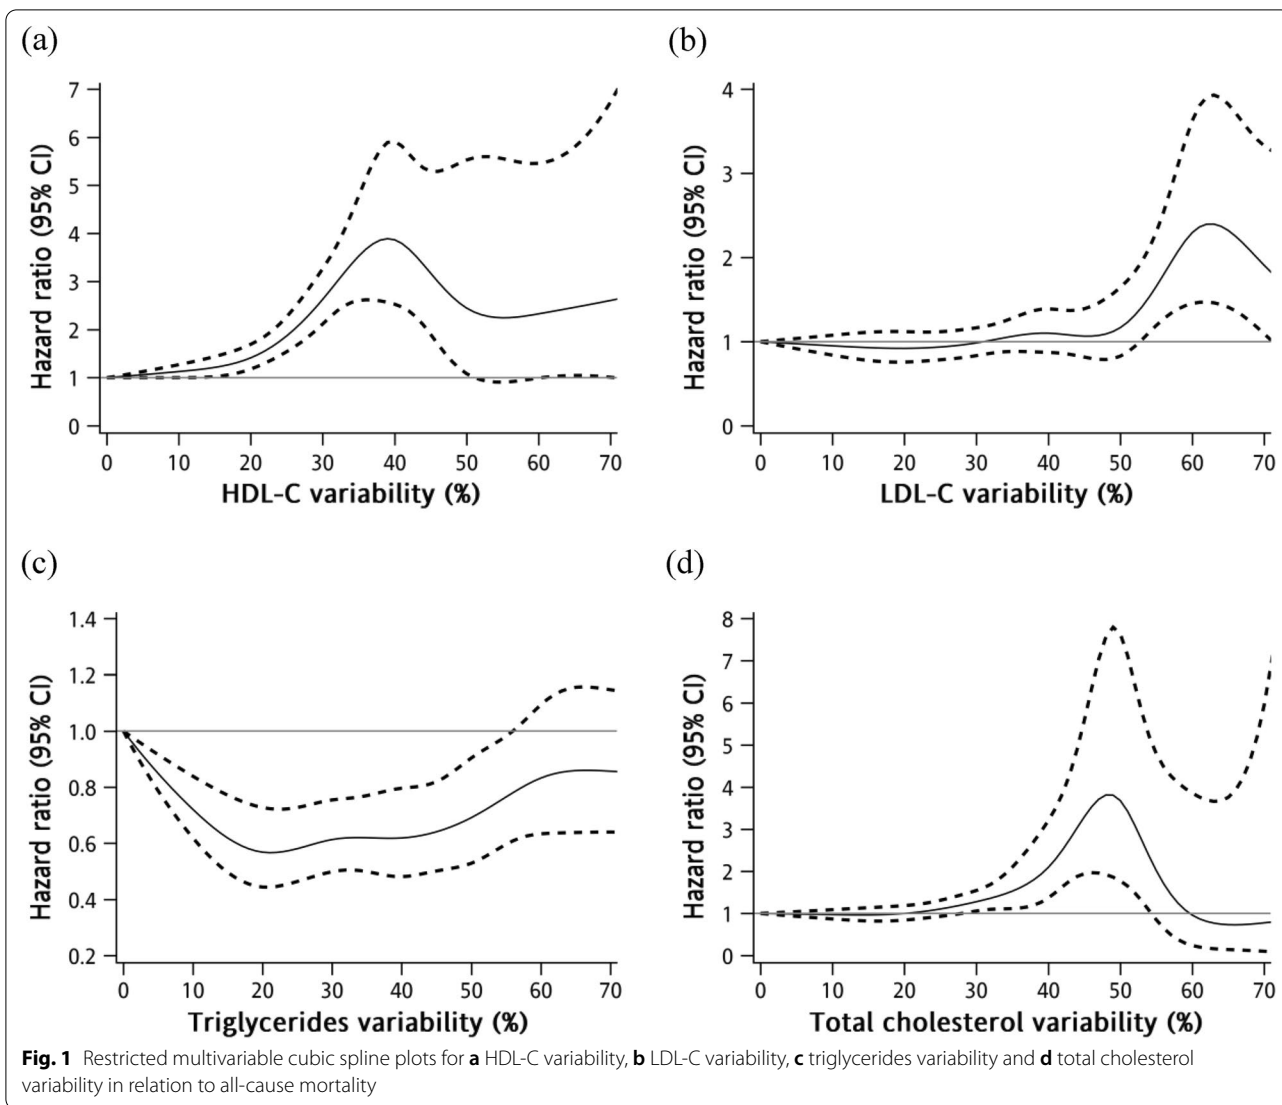 (a)
(b)
7
6
5
4
3
2
1
0
Hazard ratio (95% CI)
0 10 20 30 40 50 60 70
HDL-C variability (%)
4
3
2
1
0
Hazard ratio (95% CI)
0 10 20 30 40 50 60 70
LDL-C variability (%)
(c)
(d)
1.4
1.2
1.0
0.8
0.6
0.4
0.2
Hazard ratio (95% CI)
0 10 20 30 40 50 60 70
Triglycerides variability (%)
8
7
6
5
4
3
2
1
0
Hazard ratio (95% CI)
0 10 20 30 40 50 60 70
Total cholesterol variability (%)
Fig. 1 Restricted multivariable cubic spline plots for a HDL-C variability, b LDL-C variability, c triglycerides variability and d total cholesterol
variability in relation to all-cause mortality